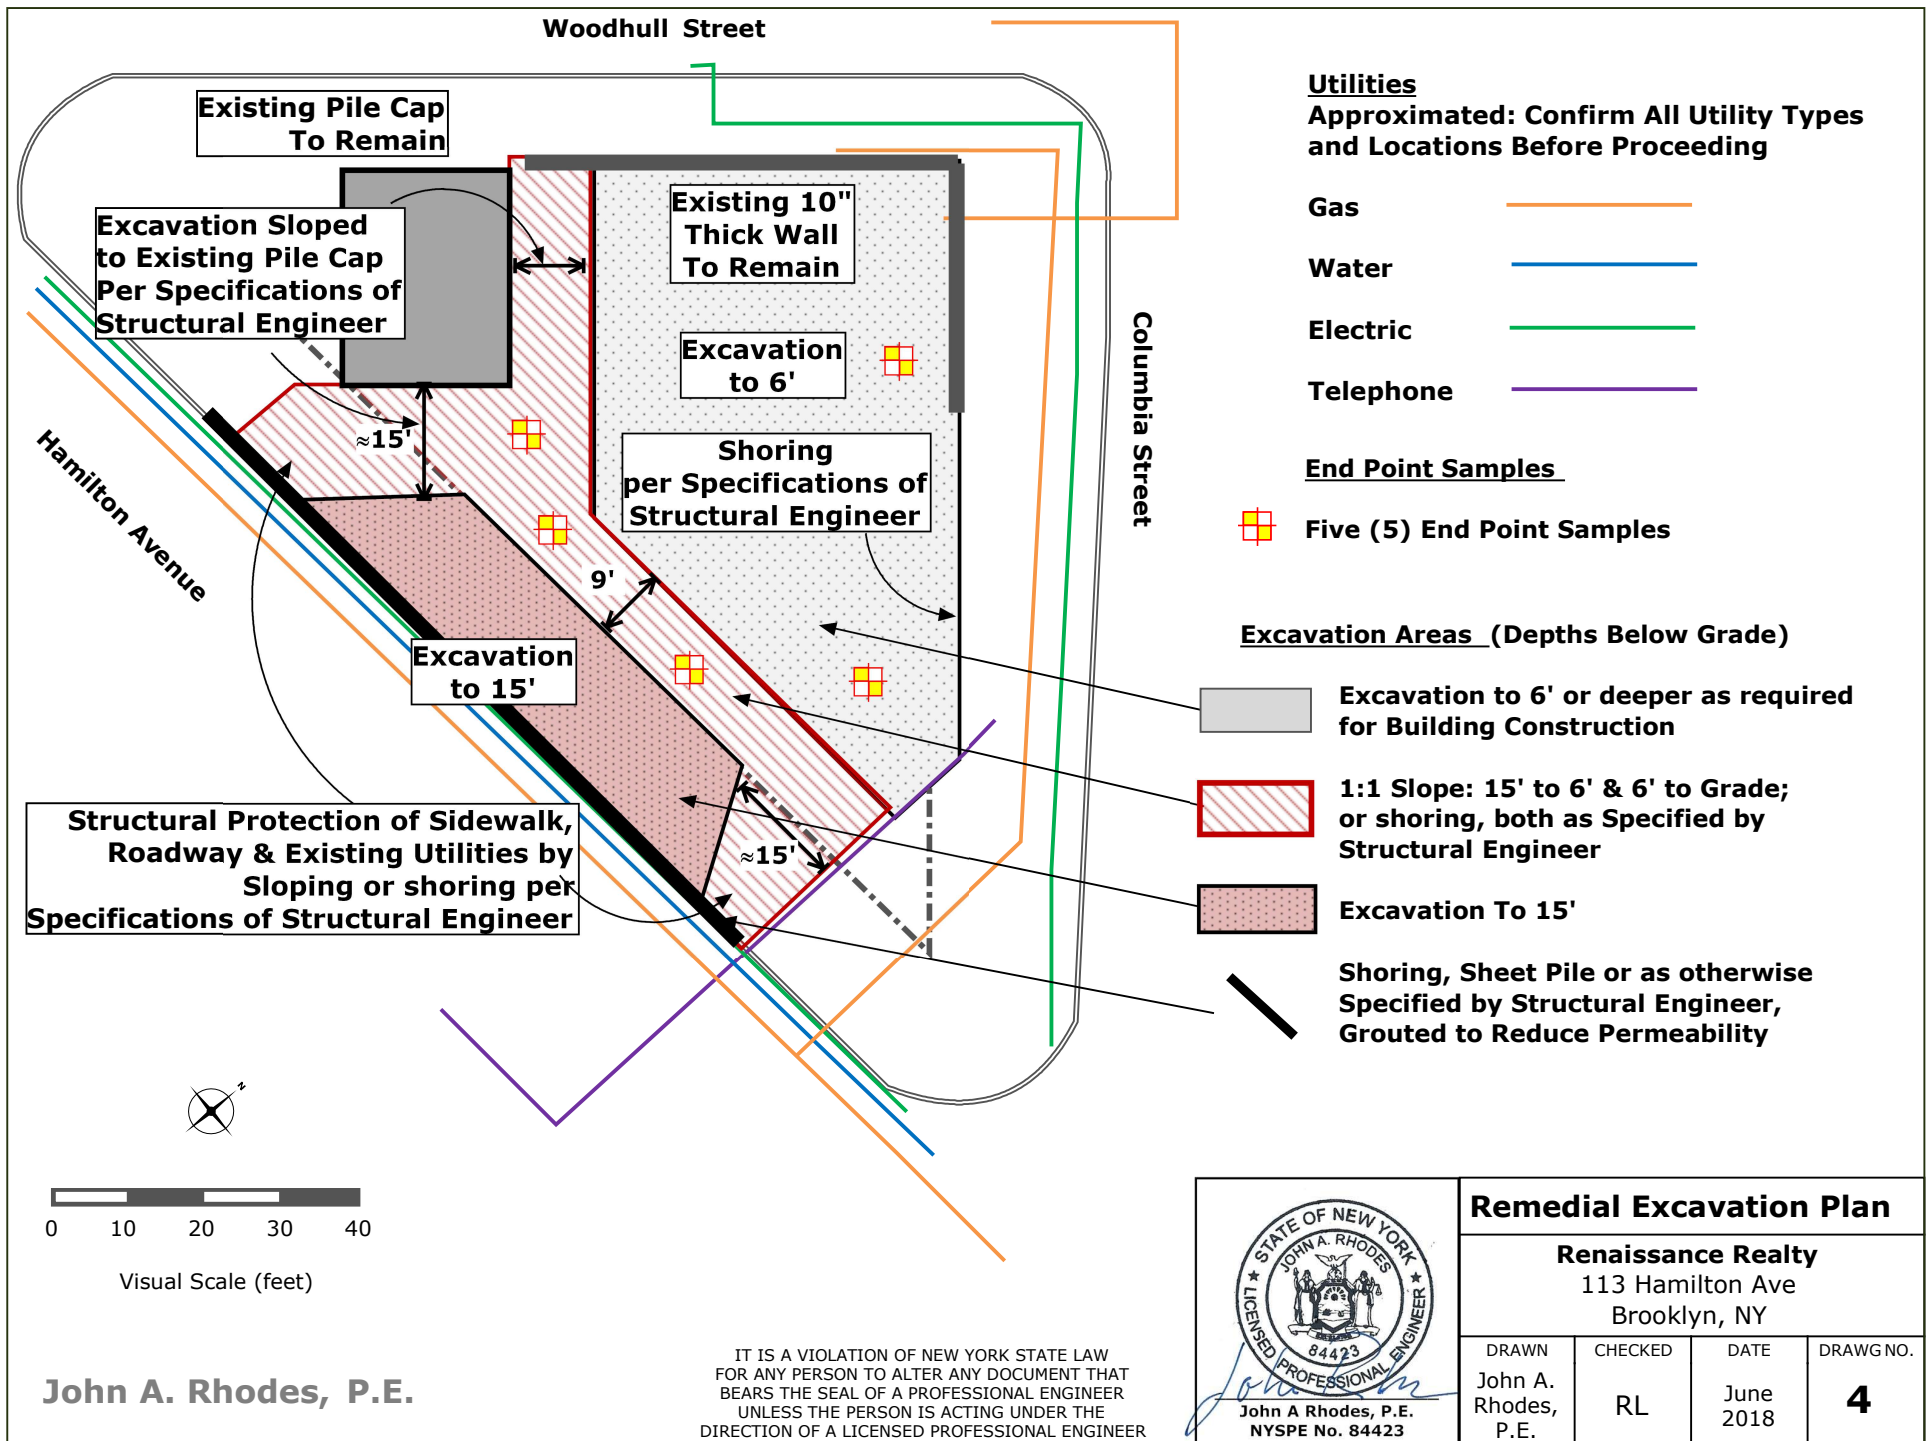 Woodhull Street
Existing Pile Cap
To Remain
Excavation Sloped
to Existing Pile Cap
Per Specifications of
Structural Engineer
Existing 10"
Thick Wall
To Remain
Excavation
to 6'
Shoring
per Specifications of
Structural Engineer
≈15'
9'
Hamilton Avenue
Columbia Street
Excavation
to 15'
≈15'
Structural Protection of Sidewalk,
Roadway & Existing Utilities by
Sloping or shoring per
Specifications of Structural Engineer
Utilities
Approximated: Confirm All Utility Types
and Locations Before Proceeding
Gas
Water
Electric
Telephone
End Point Samples
Five (5) End Point Samples
Excavation Areas (Depths Below Grade)
Excavation to 6' or deeper as required
for Building Construction
1:1 Slope: 15' to 6' & 6' to Grade;
or shoring, both as Specified by
Structural Engineer
Excavation To 15'
Shoring, Sheet Pile or as otherwise
Specified by Structural Engineer,
Grouted to Reduce Permeability
N
0 10 20 30 40
Visual Scale (feet)
John A. Rhodes, P.E.
IT IS A VIOLATION OF NEW YORK STATE LAW
FOR ANY PERSON TO ALTER ANY DOCUMENT THAT
BEARS THE SEAL OF A PROFESSIONAL ENGINEER
UNLESS THE PERSON IS ACTING UNDER THE
DIRECTION OF A LICENSED PROFESSIONAL ENGINEER
STATE OF NEW YORK
JOHN A. RHODES
84423
LICENSED PROFESSIONAL ENGINEER
John A Rhodes, P.E.
NYSPE No. 84423
Remedial Excavation Plan
Renaissance Realty
113 Hamilton Ave
Brooklyn, NY
DRAWN
John A.
Rhodes,
P.E.
CHECKED
RL
DATE
June
2018
DRAWG NO.
4